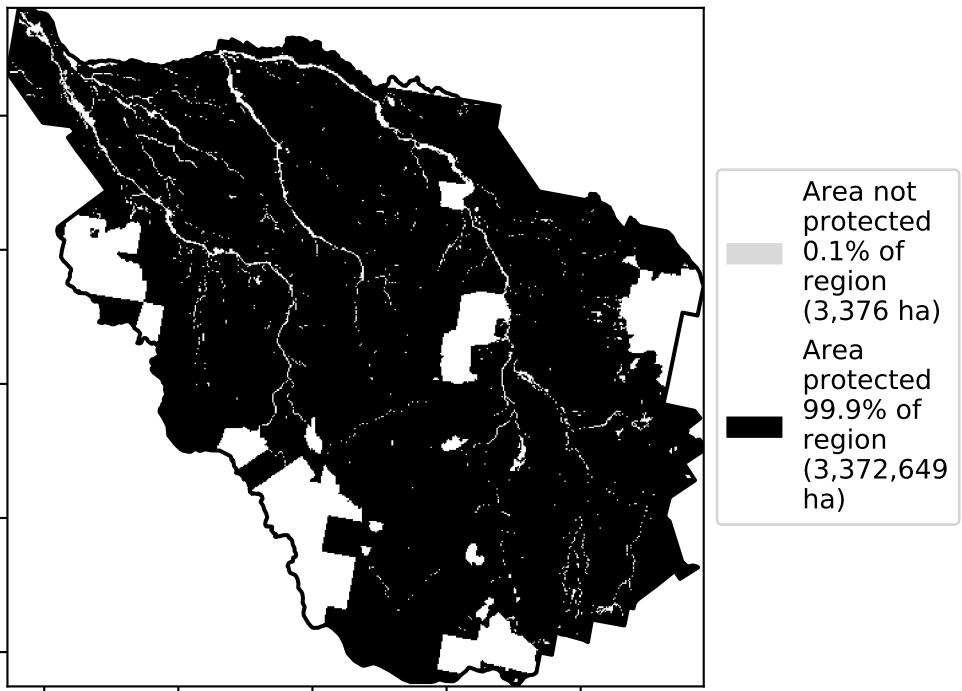 Area not
protected
0.1% of
region
(3,376 ha)
Area
protected
99.9% of
region
(3,372,649
ha)